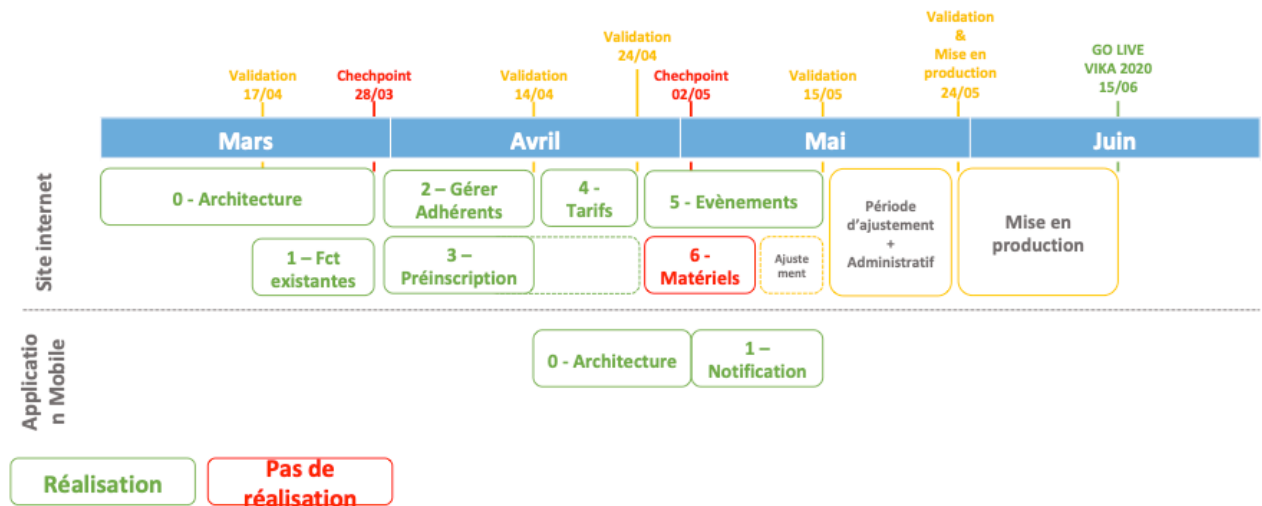 Validation
17/04
Chechpoint
28/03
Validation
14/04
Validation
24/04
Chechpoint
02/05
Validation
15/05
Validation
&
Mise en
production
24/05
GO LIVE
VIKA 2020
15/06
Mars
Avril
Mai
Juin
Site internet
0 - Architecture
2 – Gérer
Adhérents
4 -
Tarifs
5 - Evènements
Période
d'ajustement
+
Administratif
Mise en
production
1 – Fct
existantes
3 –
Préinscription
6 -
Matériels
Ajuste
ment
Applicatio
n Mobile
0 - Architecture
1 –
Notification
Réalisation
Pas de
réalisation